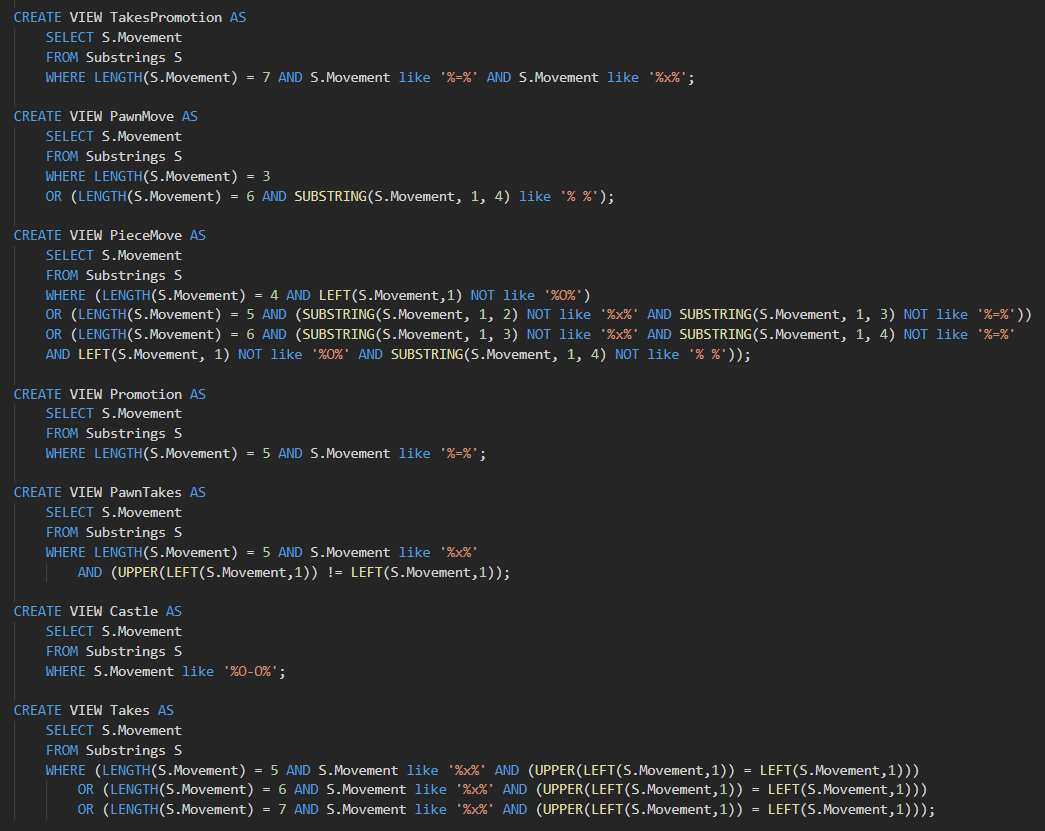 CREATE VIEW TakesPromotion AS
SELECT S.Movement
FROM Substrings S
WHERE LENGTH(S.Movement) = 7 AND S.Movement like '%=%' AND S.Movement like '%x%';
CREATE VIEW PawnMove AS
SELECT S.Movement
FROM Substrings S
WHERE LENGTH(S.Movement) = 3
OR (LENGTH(S.Movement) = 6 AND SUBSTRING(S.Movement, 1, 4) like '% %');
CREATE VIEW PieceMove AS
SELECT S.Movement
FROM Substrings S
WHERE (LENGTH(S.Movement) = 4 AND LEFT(S.Movement,1) NOT like '%O%')
OR (LENGTH(S.Movement) = 5 AND (SUBSTRING(S.Movement, 1, 2) NOT like '%x%' AND SUBSTRING(S.Movement, 1, 3) NOT like '%=%'))
OR (LENGTH(S.Movement) = 6 AND (SUBSTRING(S.Movement, 1, 3) NOT like '%x%' AND SUBSTRING(S.Movement, 1, 4) NOT like '%=%'
AND LEFT(S.Movement, 1) NOT like '%O%' AND SUBSTRING(S.Movement, 1, 4) NOT like '% %'));
CREATE VIEW Promotion AS
SELECT S.Movement
FROM Substrings S
WHERE LENGTH(S.Movement) = 5 AND S.Movement like '%=%';
CREATE VIEW PawnTakes AS
SELECT S.Movement
FROM Substrings S
WHERE LENGTH(S.Movement) = 5 AND S.Movement like '%x%'
AND (UPPER(LEFT(S.Movement,1)) != LEFT(S.Movement,1));
CREATE VIEW Castle AS
SELECT S.Movement
FROM Substrings S
WHERE S.Movement like '%O-O%';
CREATE VIEW Takes AS
SELECT S.Movement
FROM Substrings S
WHERE (LENGTH(S.Movement) = 5 AND S.Movement like '%x%' AND (UPPER(LEFT(S.Movement,1)) = LEFT(S.Movement,1)))
OR (LENGTH(S.Movement) = 6 AND S.Movement like '%x%' AND (UPPER(LEFT(S.Movement,1)) = LEFT(S.Movement,1)))
OR (LENGTH(S.Movement) = 7 AND S.Movement like '%x%' AND (UPPER(LEFT(S.Movement,1)) = LEFT(S.Movement,1)));